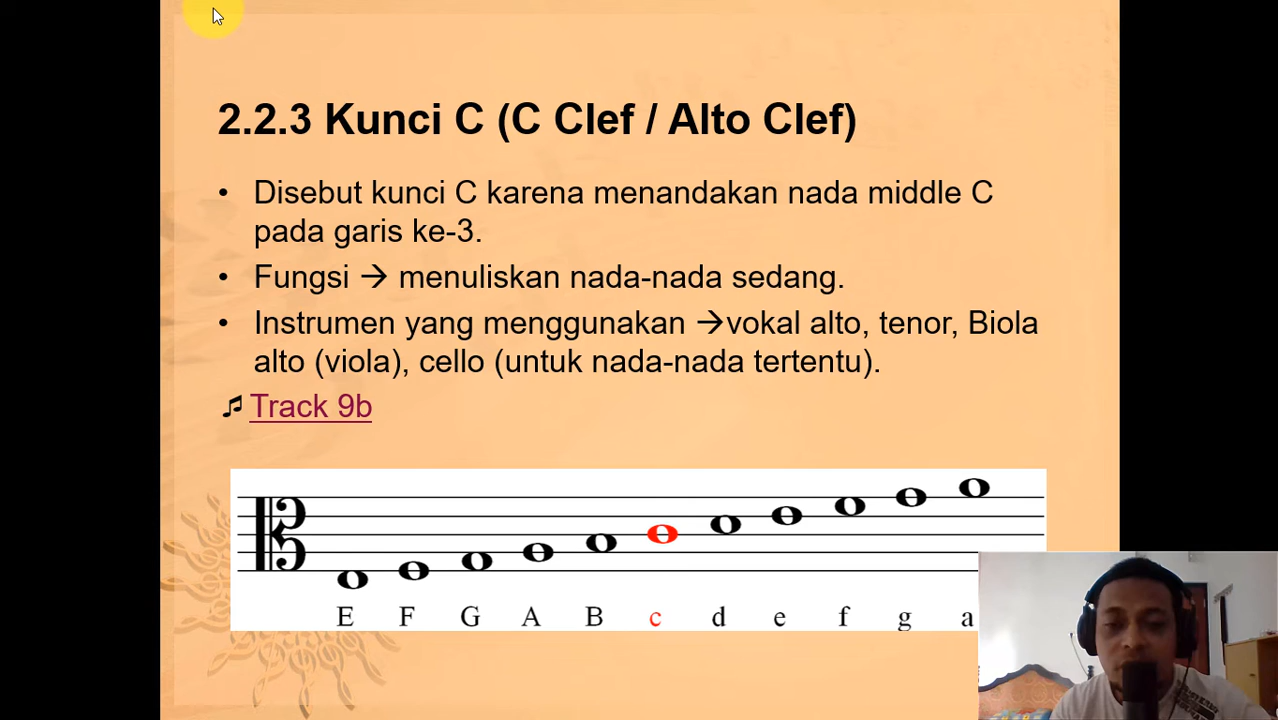 2.2.3 Kunci C (C Clef / Alto Clef)
• Disebut kunci C karena menandakan nada middle C
pada garis ke-3.
• Fungsi → menuliskan nada-nada sedang.
• Instrumen yang menggunakan →vokal alto, tenor, Biola
alto (viola), cello (untuk nada-nada tertentu).
♫ Track 9b
E F G A B c d e f g a